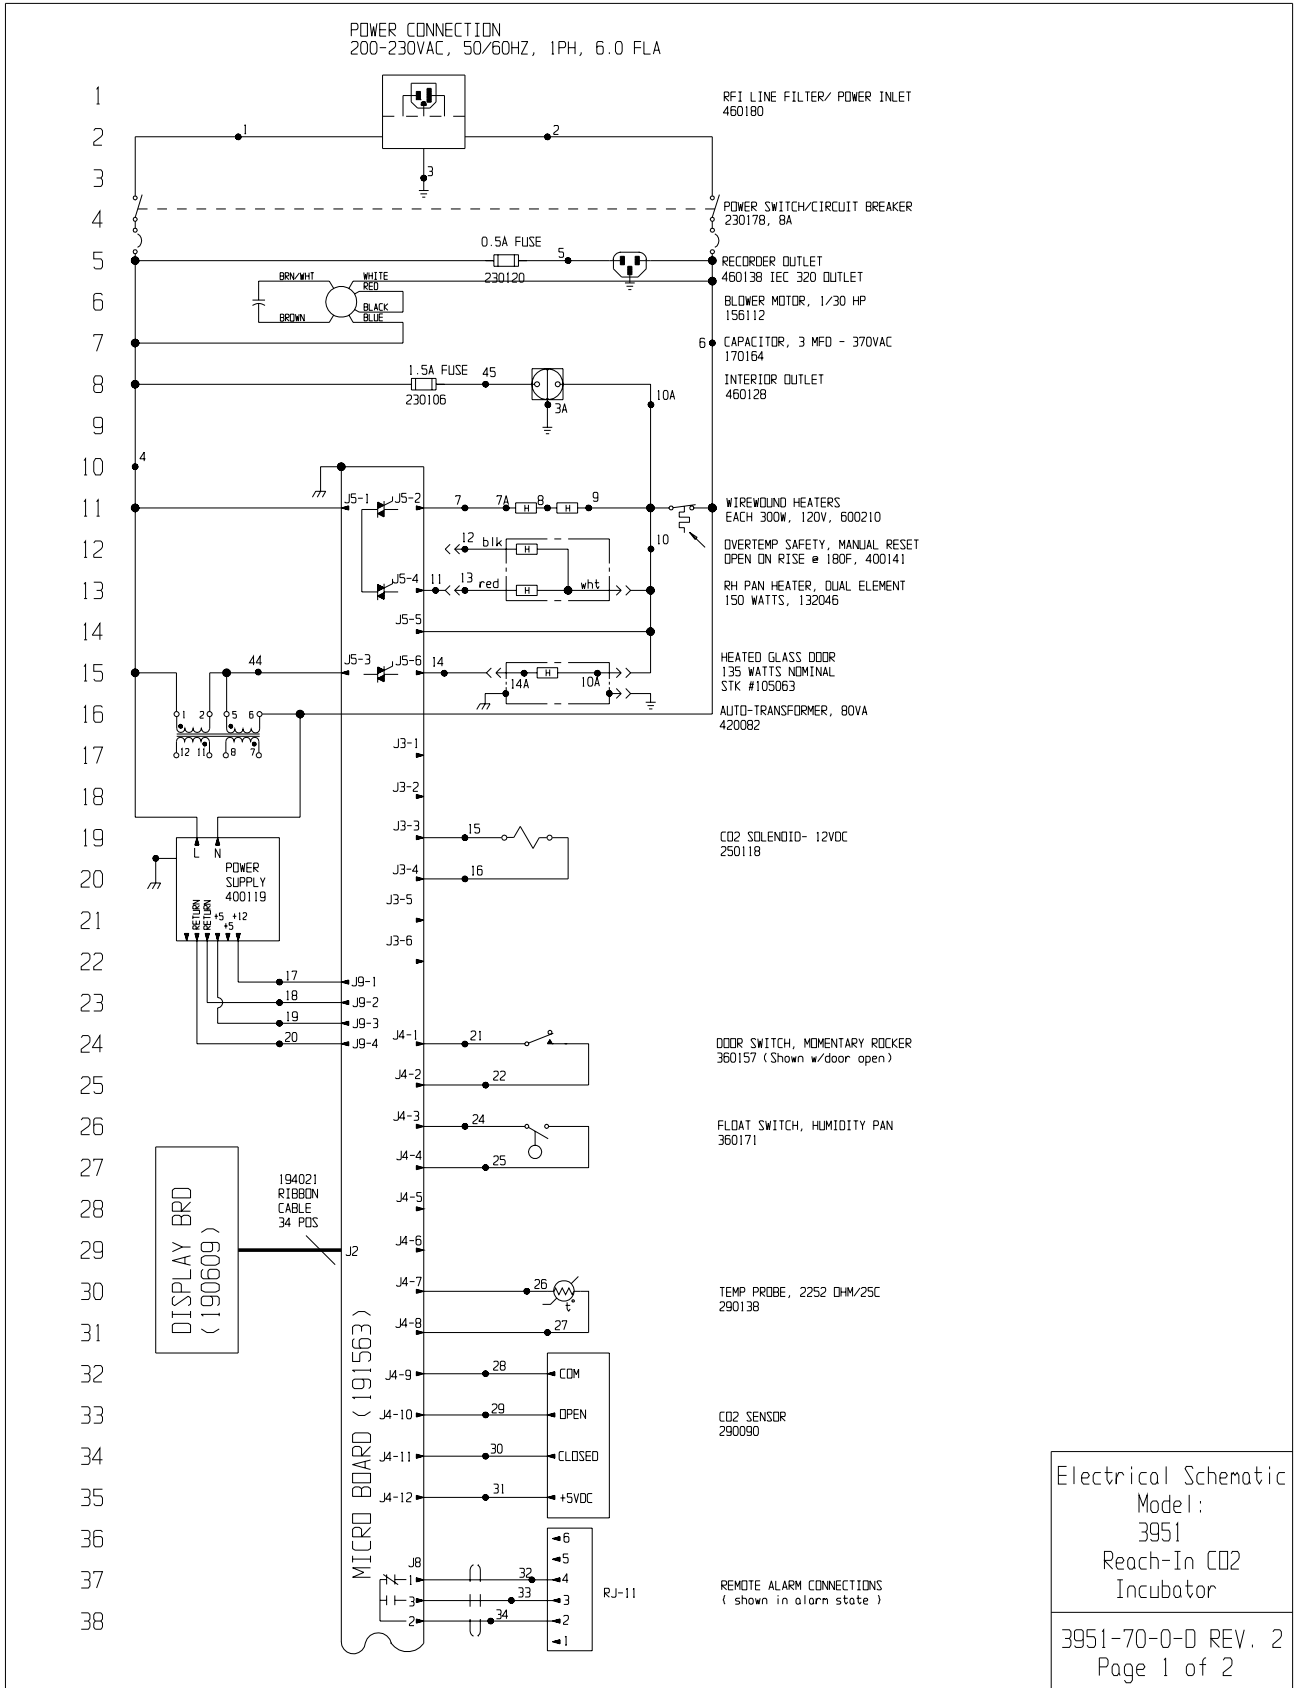 POWER CONNECTION
200-230VAC, 50/60HZ, 1PH, 6.0 FLA
1
RFI LINE FILTER/ POWER INLET
460180
2
1
2
3
3
4
POWER SWITCH/CIRCUIT BREAKER
230178, 8A
5
0.5A FUSE
230120
5
RECORDER OUTLET
460138 IEC 320 OUTLET
6
BRN/WHT
BROWN
WHITE
RED
BLACK
BLUE
BLOWER MOTOR, 1/30 HP
156112
7
6
CAPACITOR, 3 MFD - 370VAC
170164
8
1.5A FUSE
230106
45
3A
10A
INTERIOR OUTLET
460128
9
10
4
11
J5-1
J5-2
7
7A
8
9
WIREWOUND HEATERS
EACH 300W, 120V, 600210
H
H
12
12
blk
H
10
OVERTEMP SAFETY, MANUAL RESET
OPEN ON RISE @ 180F, 400141
13
J5-4
11
13
red
H
wht
RH PAN HEATER, DUAL ELEMENT
150 WATTS, 132046
14
J5-5
15
44
J5-3
J5-6
14
14A
H
10A
HEATED GLASS DOOR
135 WATTS NOMINAL
STK #105063
16
1
2
5
6
AUTO-TRANSFORMER, 80VA
420082
17
12
11
8
7
J3-1
18
J3-2
19
L
N
J3-3
15
CO2 SOLENOID- 12VDC
250118
20
POWER
SUPPLY
400119
J3-4
16
21
RETURN
RETURN
+5
+5
+12
J3-5
22
J3-6
17
J9-1
23
18
J9-2
19
J9-3
24
20
J9-4
J4-1
21
DOOR SWITCH, MOMENTARY ROCKER
360157 (Shown w/door open)
25
J4-2
22
26
J4-3
24
FLOAT SWITCH, HUMIDITY PAN
360171
27
J4-4
25
28
194021
RIBBON
CABLE
34 POS
J4-5
29
DISPLAY BRD
(190609)
J2
J4-6
30
J4-7
26
t°
TEMP PROBE, 2252 OHM/25C
290138
31
J4-8
27
MICRO BOARD (191563)
32
J4-9
28
COM
33
J4-10
29
OPEN
CO2 SENSOR
290090
34
J4-11
30
CLOSED
35
J4-12
31
+5VDC
36
6
5
37
J8
1
32
4
3
33
3
RJ-11
REMOTE ALARM CONNECTIONS
( shown in alarm state )
38
2
34
2
1
Electrical Schematic
Model:
3951
Reach-In CO2
Incubator
3951-70-0-D REV. 2
Page 1 of 2